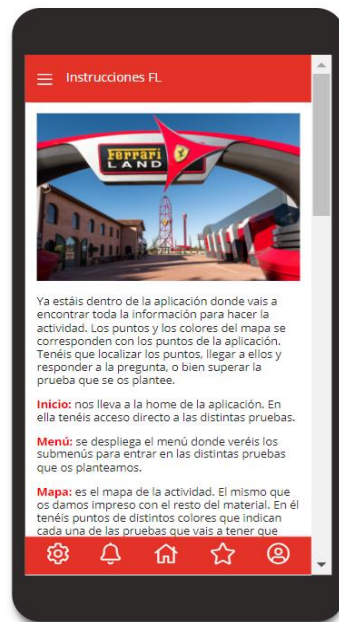 Instrucciones FL
Ferrari
LAND
Ya estáis dentro de la aplicación donde vais a
encontrar toda la información para hacer la
actividad. Los puntos y los colores del mapa se
corresponden con los puntos de la aplicación.
Tenéis que localizar los puntos, llegar a ellos y
responder a la pregunta, o bien superar la
prueba que se os plantee.
Inicio: nos lleva a la home de la aplicación. En
ella tenéis acceso directo a las distintas pruebas.
Menú: se despliega el menú donde veréis los
submenús para entrar en las distintas pruebas
que os planteamos.
Mapa: es el mapa de la actividad. El mismo que
os damos impreso con el resto del material. En él
tenéis puntos de distintos colores que indican
cada una de las pruebas que vais a tener que